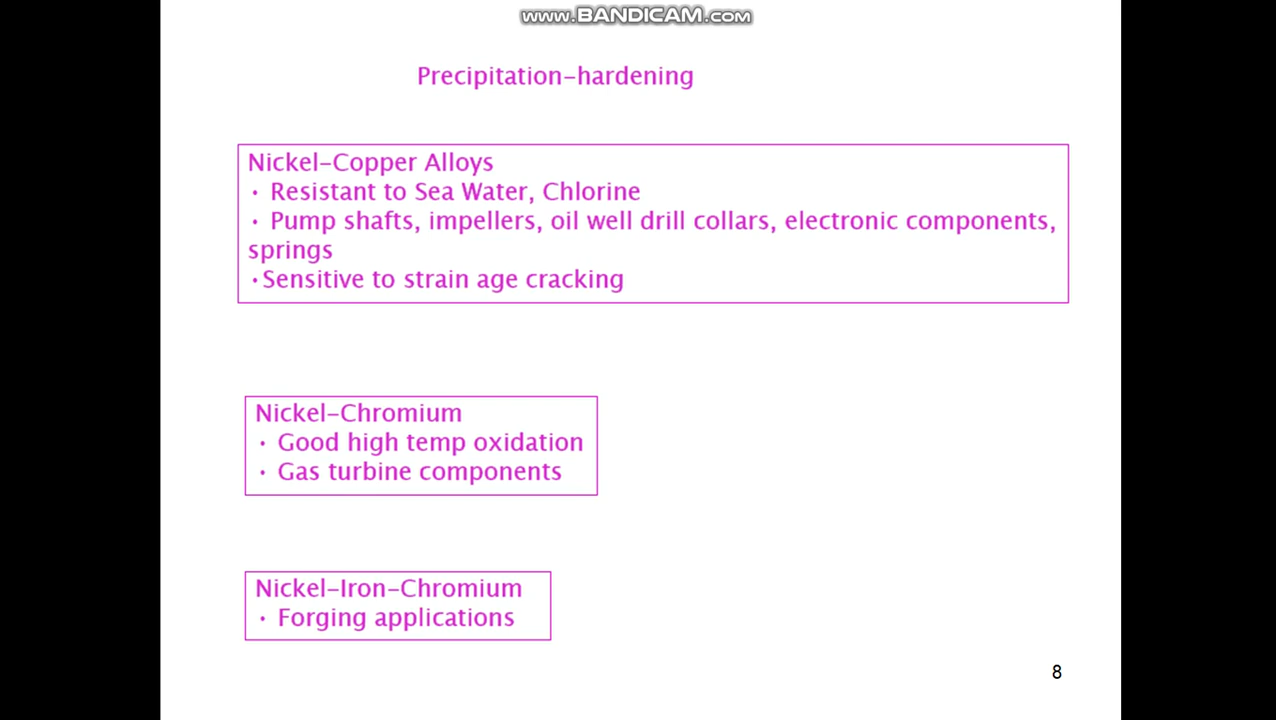 www.BANDICAM.com
Precipitation-hardening
Nickel-Copper Alloys
• Resistant to Sea Water, Chlorine
• Pump shafts, impellers, oil well drill collars, electronic components,
springs
•Sensitive to strain age cracking
Nickel-Chromium
• Good high temp oxidation
• Gas turbine components
Nickel-Iron-Chromium
• Forging applications
8